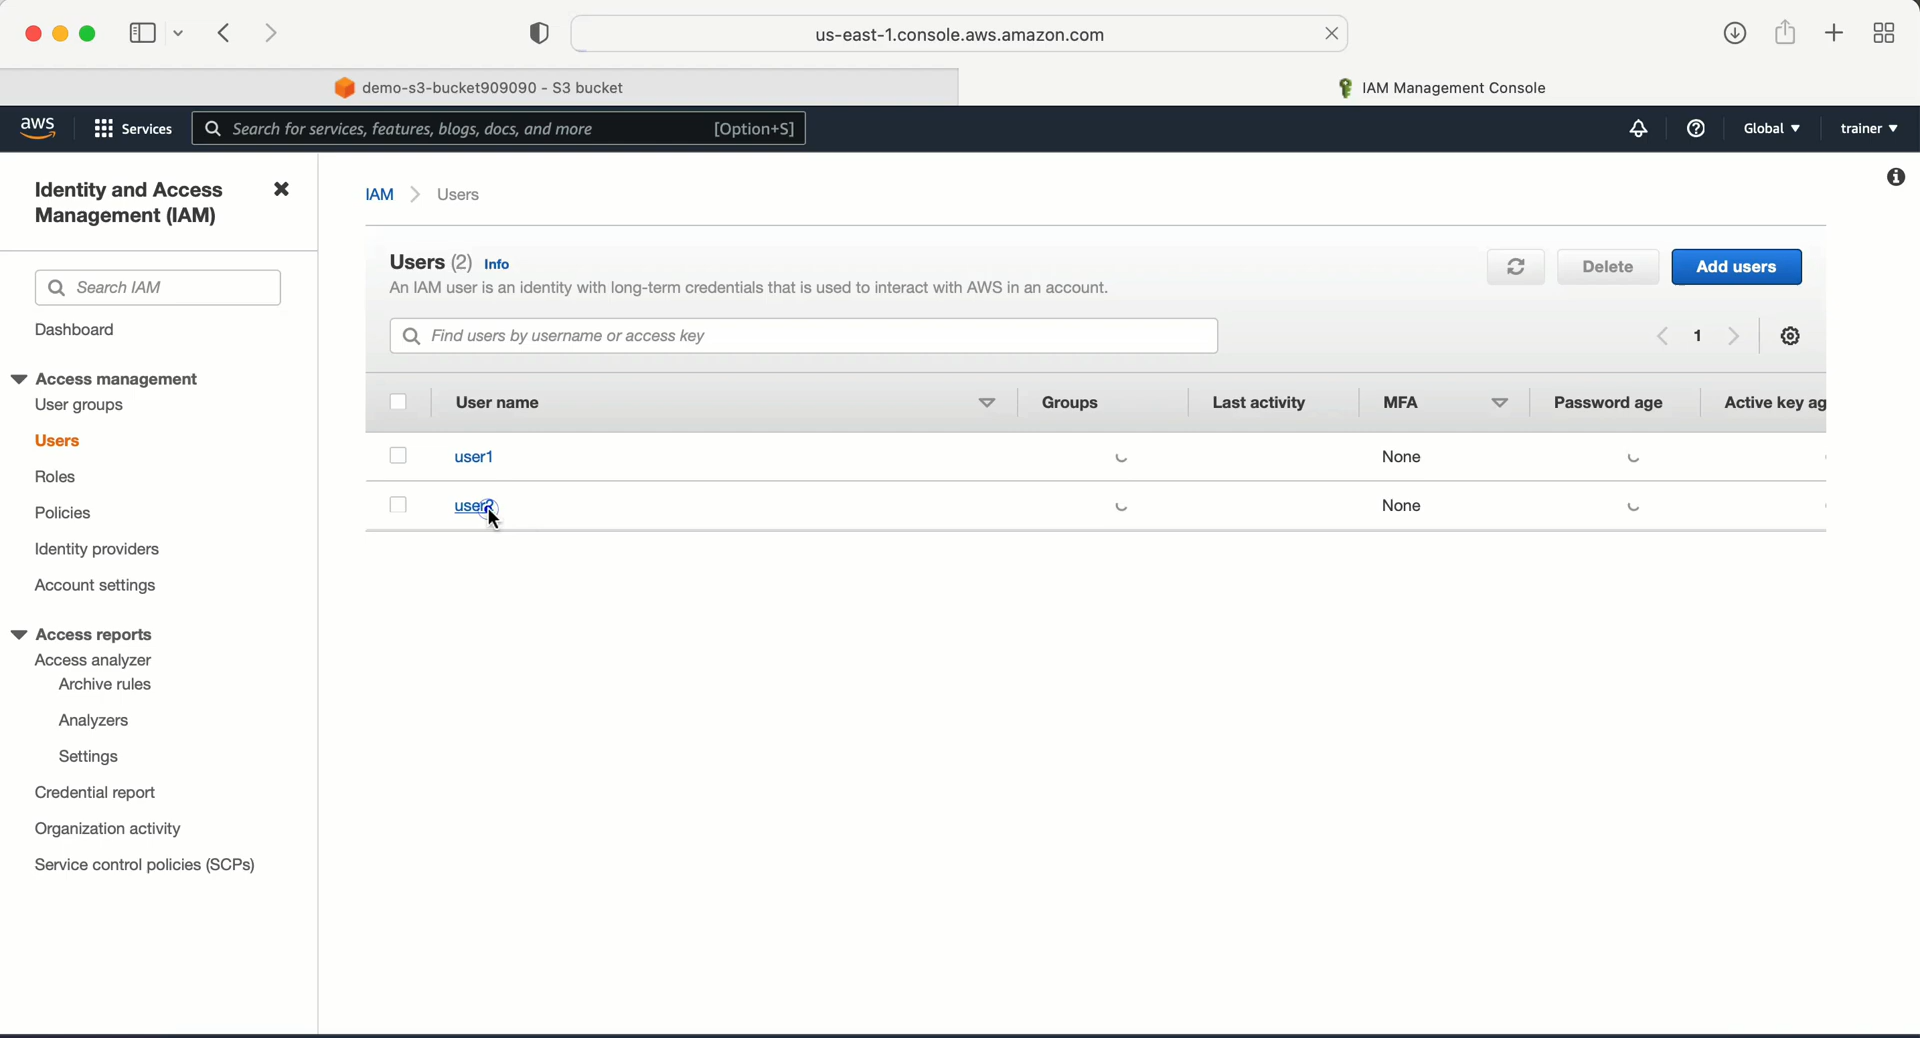 us-east-1.console.aws.amazon.com
demo-s3-bucket909090 - S3 bucket
IAM Management Console
aws
Services
Search for services, features, blogs, docs, and more
[Option+S]
Global
trainer
Identity and Access
Management (IAM)
Search IAM
Dashboard
Access management
User groups
Users
Roles
Policies
Identity providers
Account settings
Access reports
Access analyzer
Archive rules
Analyzers
Settings
Credential report
Organization activity
Service control policies (SCPs)
IAM
Users
Users (2) Info
An IAM user is an identity with long-term credentials that is used to interact with AWS in an account.
Delete
Add users
Find users by username or access key
1
User name
Groups
Last activity
MFA
Password age
Active key ag
user1
None
None